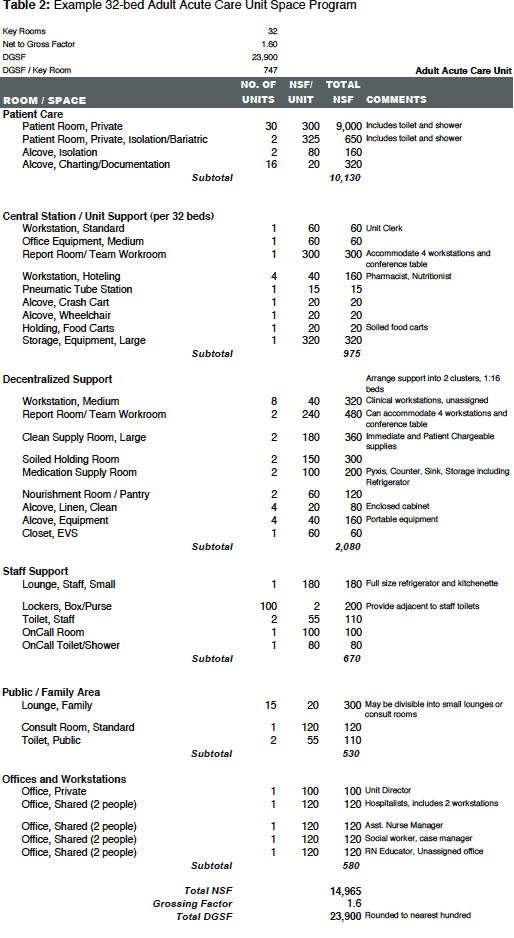 Table 2: Example 32-bed Adult Acute Care Unit Space Program
Key Rooms 32
Net to Gross Factor 1.60
DGSF 23,900
DGSF / Key Room 747 Adult Acute Care Unit
NO. OF NSF/ TOTAL
ROOM / SPACE UNITS UNIT NSF COMMENTS
Patient Care
Patient Room, Private 30 300 9,000 Includes toilet and shower
Patient Room, Private, Isolation/Bariatric 2 325 650 Includes toilet and shower
Alcove, Isolation 2 80 160
Alcove, Charting/Documentation 16 20 320
Subtotal 10,130
Central Station / Unit Support (per 32 beds)
Workstation, Standard 1 60 60 Unit Clerk
Office Equipment, Medium 1 60 60
Report Room/ Team Workroom 1 300 300 Accommodate 4 workstations and
conference table
Workstation, Hoteling 4 40 160 Pharmacist, Nutritionist
Pneumatic Tube Station 1 15 15
Alcove, Crash Cart 1 20 20
Alcove, Wheelchair 1 20 20
Holding, Food Carts 1 20 20 Soiled food carts
Storage, Equipment, Large 1 320 320
Subtotal 975
Decentralized Support Arrange support into 2 clusters, 1:16
beds
Workstation, Medium 8 40 320 Clinical workstations, unassigned
Report Room/ Team Workroom 2 240 480 Can accommodate 4 workstations and
conference table
Clean Supply Room, Large 2 180 360 Immediate and Patient Chargeable
supplies
Soiled Holding Room 2 150 300
Medication Supply Room 2 100 200 Pyxis, Counter, Sink, Storage including
Refrigerator
Nourishment Room / Pantry 2 60 120
Alcove, Linen, Clean 4 20 80 Enclosed cabinet
Alcove, Equipment 4 40 160 Portable equipment
Closet, EVS 1 60 60
Subtotal 2,080
Staff Support
Lounge, Staff, Small 1 180 180 Full size refrigerator and kitchenette
Lockers, Box/Purse 100 2 200 Provide adjacent to staff toilets
Toilet, Staff 2 55 110
OnCall Room 1 100 100
OnCall Toilet/Shower 1 80 80
Subtotal 670
Public / Family Area
Lounge, Family 15 20 300 May be divisible into small lounges or
consult rooms
Consult Room, Standard 1 120 120
Toilet, Public 2 55 110
Subtotal 530
Offices and Workstations
Office, Private 1 100 100 Unit Director
Office, Shared (2 people) 1 120 120 Hospitalists, includes 2 workstations
Office, Shared (2 people) 1 120 120 Asst. Nurse Manager
Office, Shared (2 people) 1 120 120 Social worker, case manager
Office, Shared (2 people) 1 120 120 RN Educator, Unassigned office
Subtotal 580
Total NSF 14,965
Grossing Factor 1.6
Total DGSF 23,900 Rounded to nearest hundred